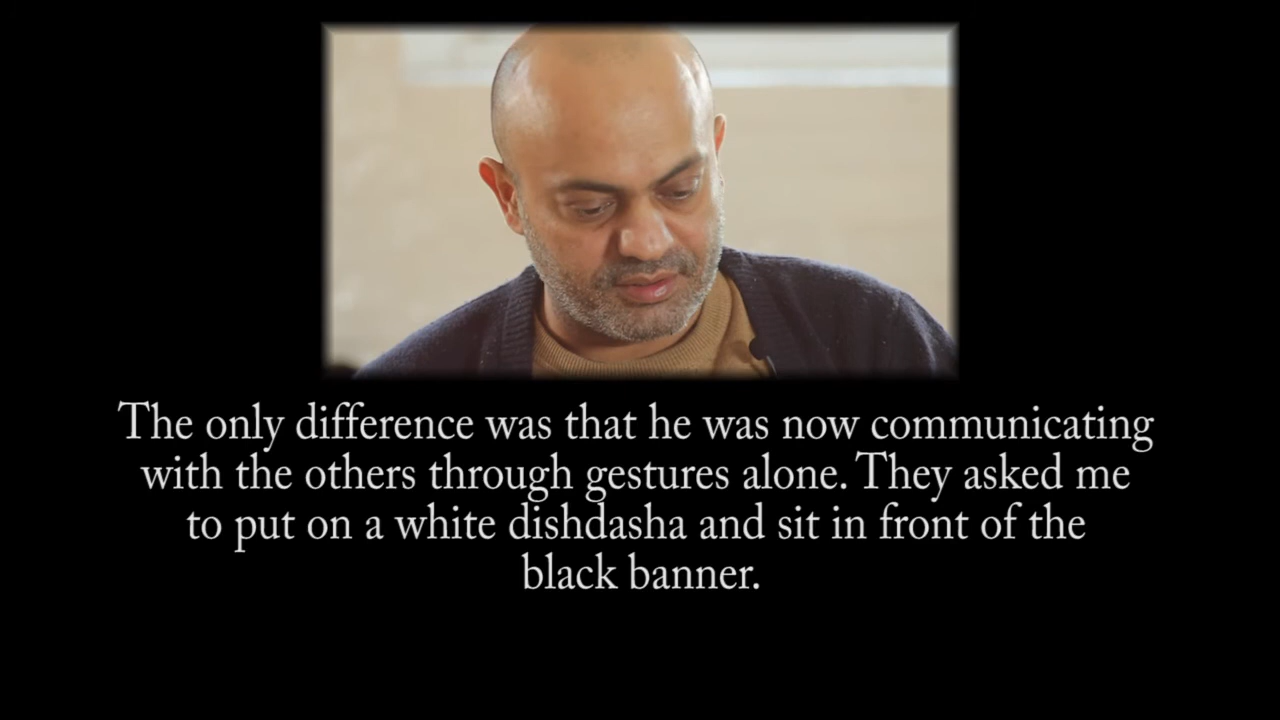 The only difference was that he was now communicating
with the others through gestures alone. They asked me
to put on a white dishdasha and sit in front of the
black banner.